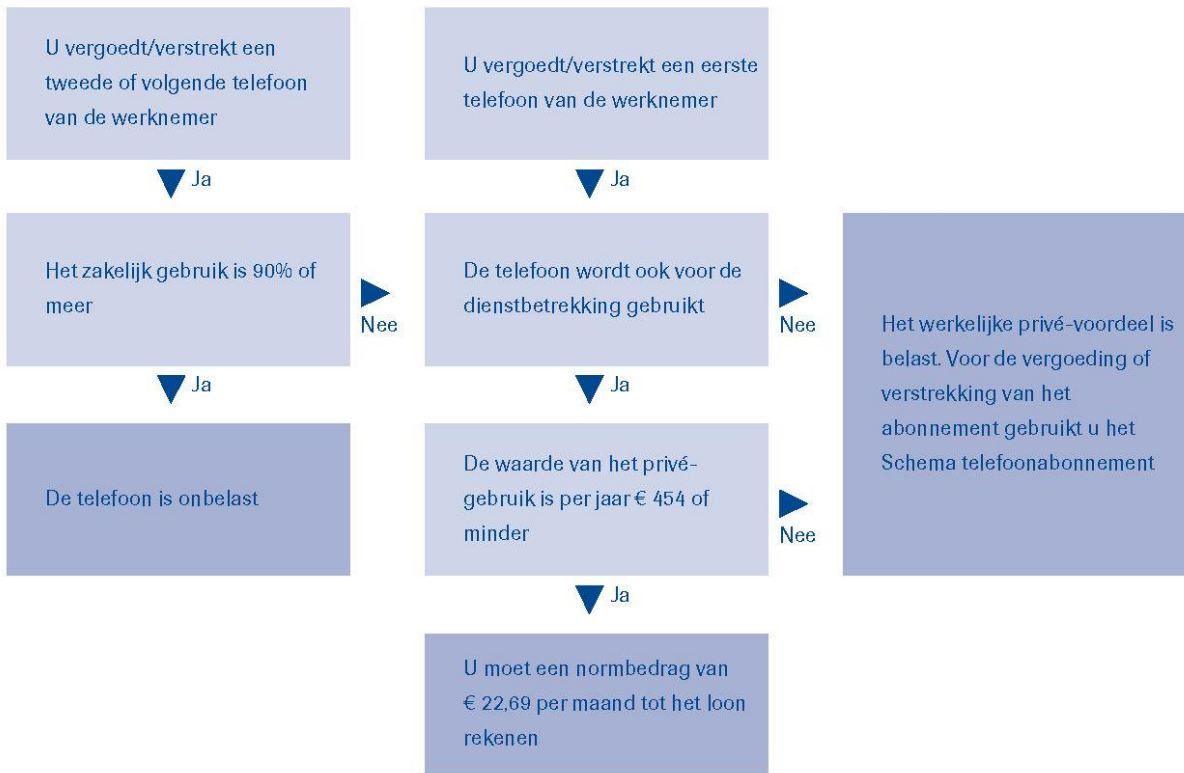 U vergoedt/verstrekt een
tweede of volgende telefoon
van de werknemer
U vergoedt/verstrekt een eerste
telefoon van de werknemer
Ja
Ja
Het zakelijk gebruik is 90% of
meer
Nee
De telefoon wordt ook voor de
dienstbetrekking gebruikt
Nee
Het werkelijke privé-voordeel is
belast. Voor de vergoeding of
verstrekking van het
abonnement gebruikt u het
Schema telefoonabonnement
Ja
Ja
De telefoon is onbelast
De waarde van het privé-
gebruik is per jaar € 454 of
minder
Nee
Ja
U moet een normbedrag van
€ 22,69 per maand tot het loon
rekenen